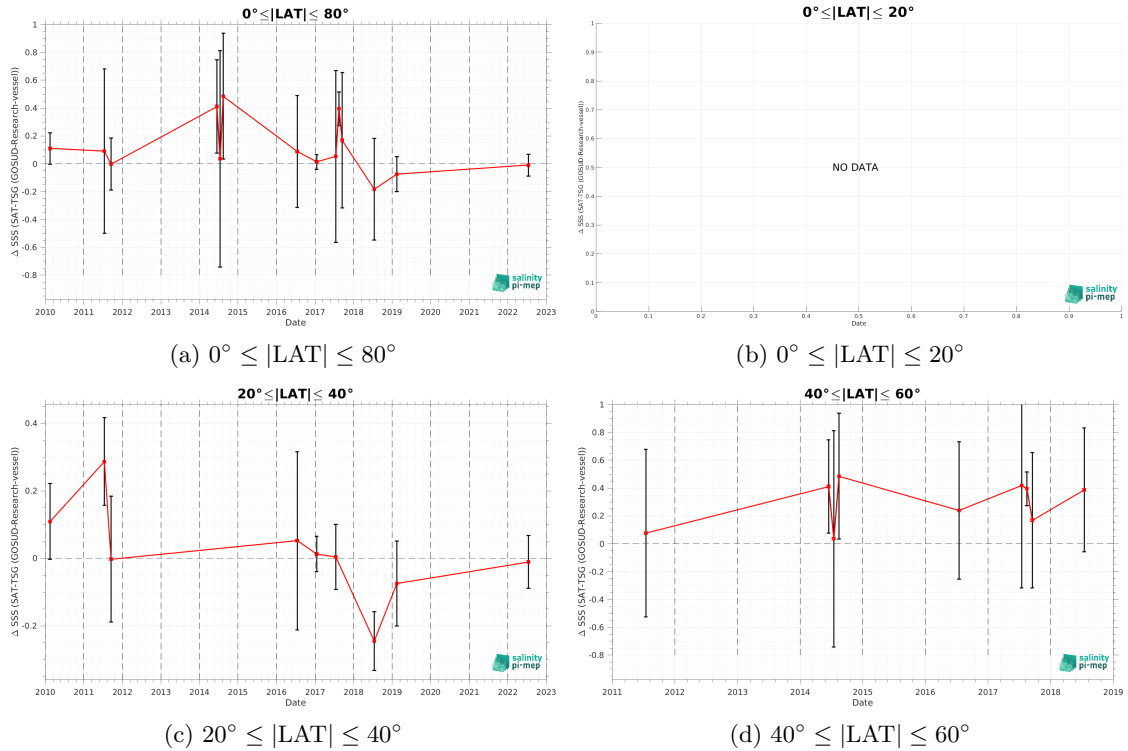 0°≤|LAT|≤ 80°
1
0.8
0.6
0.4
0.2
0
-0.2
-0.4
-0.6
-0.8
Δ SSS (SAT-TSG (GOSUD-Research-vessel))
2010 2011 2012 2013 2014 2015 2016 2017 2018 2019 2020 2021 2022 2023
Date
salinity
pi-mep
(a) 0° ≤ |LAT| ≤ 80°
0°≤|LAT|≤ 20°
1
0.9
0.8
0.7
0.6
0.5
0.4
0.3
0.2
0.1
0
Δ SSS (SAT-TSG (GOSUD-Research-vessel))
NO DATA
0 0.1 0.2 0.3 0.4 0.5 0.6 0.7 0.8 0.9 1
Date
salinity
pi-mep
(b) 0° ≤ |LAT| ≤ 20°
20°≤|LAT|≤ 40°
0.4
0.2
0
-0.2
Δ SSS (SAT-TSG (GOSUD-Research-vessel))
2010 2011 2012 2013 2014 2015 2016 2017 2018 2019 2020 2021 2022 2023
Date
salinity
pi-mep
(c) 20° ≤ |LAT| ≤ 40°
40°≤|LAT|≤ 60°
1
0.8
0.6
0.4
0.2
0
-0.2
-0.4
-0.6
-0.8
Δ SSS (SAT-TSG (GOSUD-Research-vessel))
2011 2012 2013 2014 2015 2016 2017 2018 2019
Date
salinity
pi-mep
(d) 40° ≤ |LAT| ≤ 60°